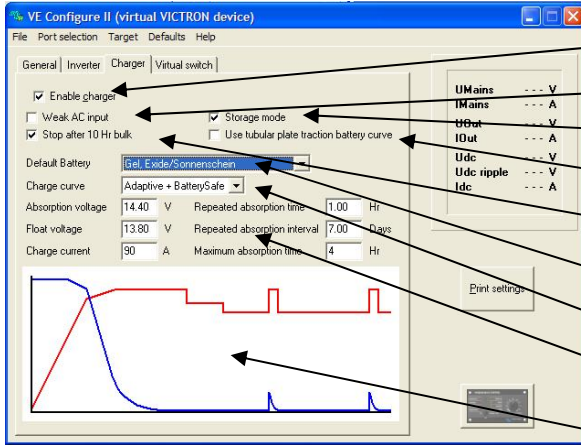 VE Configure II (virtual VICTRON device)
File Port selection Target Defaults Help
General Inverter Charger Virtual switch
Enable charger
Weak AC input Storage mode
Stop after 10 Hr bulk Use tubular plate traction battery curve
Default Battery Gel, Exide/Sonnenschein
Charge curve Adaptive + BatterySafe
Absorption voltage 14.40 V Repeated absorption time 1.00 Hr
Float voltage 13.80 V Repeated absorption interval 7.00 Days
Charge current 90 A Maximum absorption time 4 Hr
UMains --- V
IMains --- A
UOut --- V
IOut --- A
Udc --- V
Udc ripple --- V
Idc --- A
Print settings